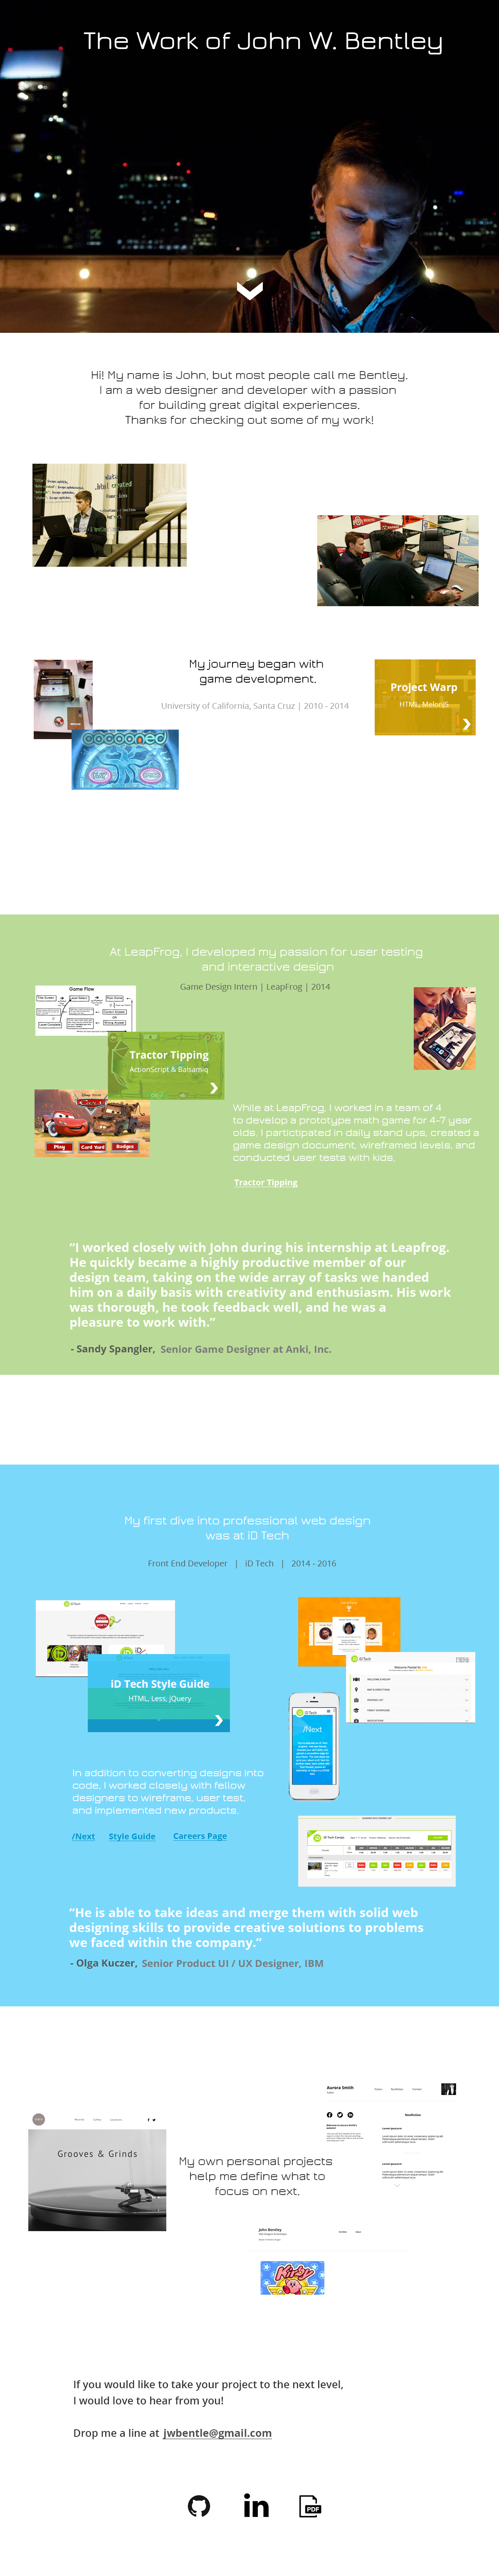 The Work of John W. Bentley
Hi! My name is John, but most people call me Bentley.
I am a web designer and developer with a passion
for building great digital experiences.
Thanks for checking out some of my work!
My journey began with
game development.
University of California, Santa Cruz | 2010 - 2014
Project Warp
HTML, MelonJS
cocooned
At LeapFrog, I developed my passion for user testing
and interactive design
Game Design Intern | LeapFrog | 2014
Game Flow
Tractor Tipping
ActionScript & Balsamiq
Cars
Play
Card Yard
Badges
While at LeapFrog, I worked in a team of 4
to develop a prototype math game for 4-7 year
olds. I partictipated in daily stand ups, created a
game design document, wireframed levels, and
conducted user tests with kids.
Tractor Tipping
“I worked closely with John during his internship at Leapfrog.
He quickly became a highly productive member of our
design team, taking on the wide array of tasks we handed
him on a daily basis with creativity and enthusiasm. His work
was thorough, he took feedback well, and he was a
pleasure to work with.”
- Sandy Spangler, Senior Game Designer at Anki, Inc.
My first dive into professional web design
was at iD Tech
Front End Developer | iD Tech | 2014 - 2016
iD Tech Style Guide
HTML, Less, jQuery
iD Tech
/Next
iD Tech Camps
In addition to converting designs into
code, I worked closely with fellow
designers to wireframe, user test,
and implemented new products.
/Next Style Guide Careers Page
“He is able to take ideas and merge them with solid web
designing skills to provide creative solutions to problems
we faced within the company.”
- Olga Kuczer, Senior Product UI / UX Designer, IBM
Aurora Smith
Nonfiction
Grooves & Grinds
My own personal projects
help me define what to
focus on next.
John Bentley
Kirby
If you would like to take your project to the next level,
I would love to hear from you!
Drop me a line at jwbentle@gmail.com
in
PDF